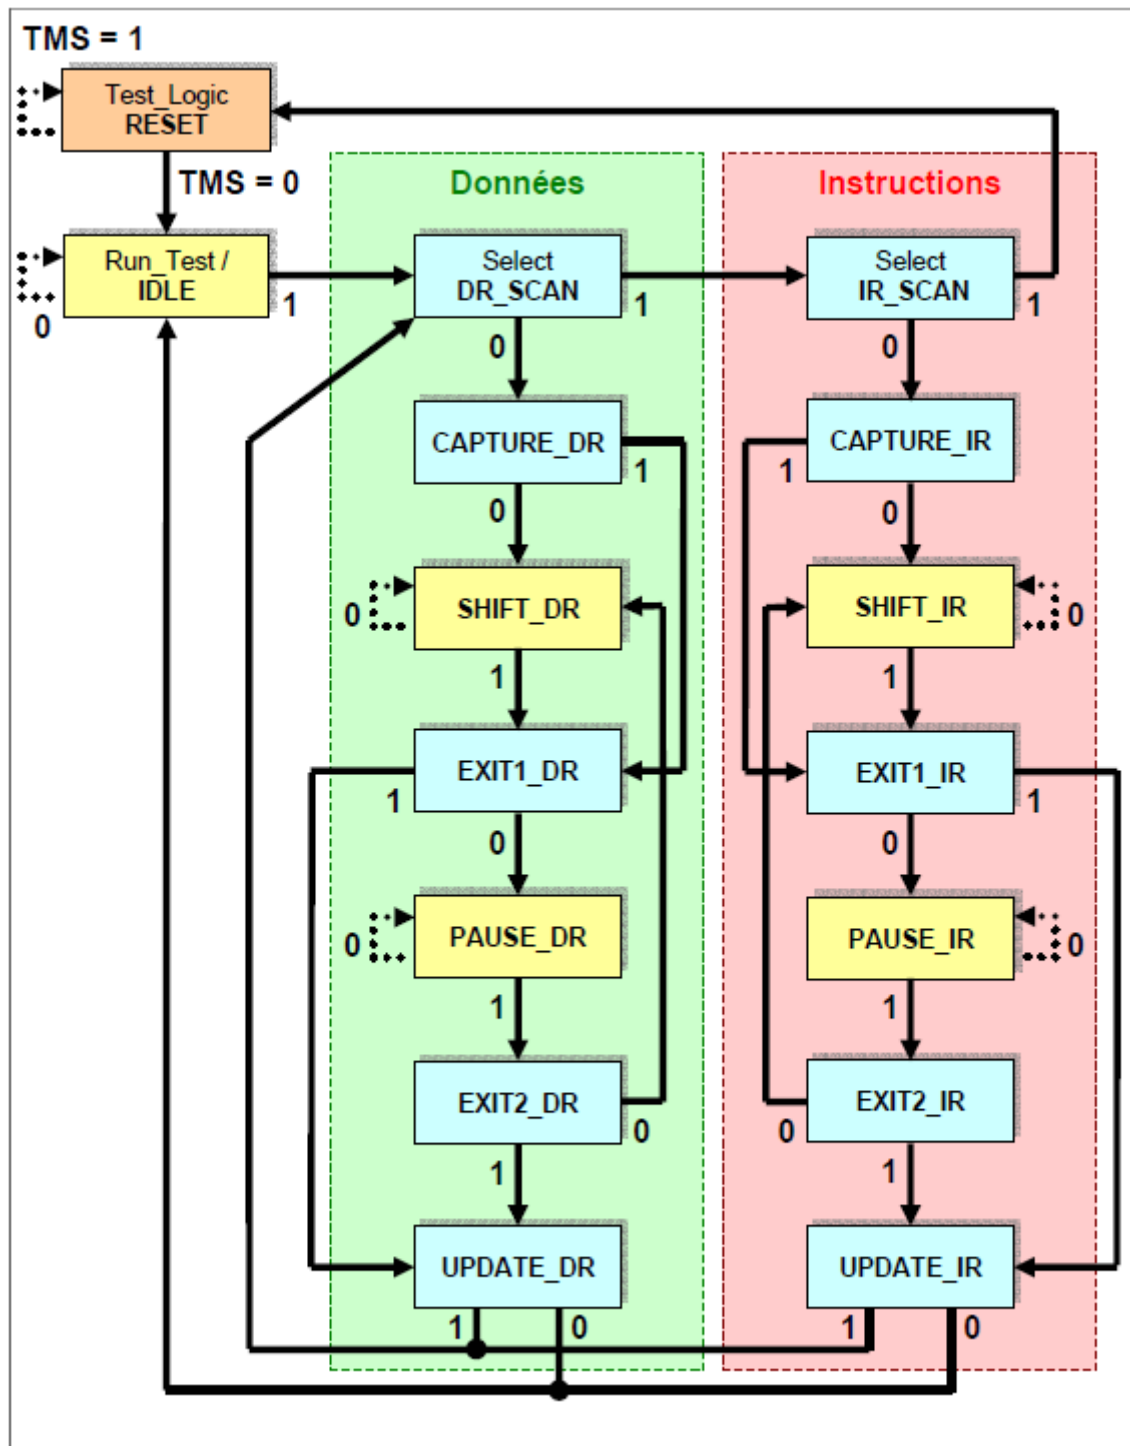 TMS = 1
Test_Logic
RESET
TMS = 0
Données
Instructions
Run_Test /
IDLE
0
1
Select
DR_SCAN
1
0
Select
IR_SCAN
1
0
CAPTURE_DR
1
0
CAPTURE_IR
1
0
0
SHIFT_DR
1
SHIFT_IR
0
1
EXIT1_DR
1
0
EXIT1_IR
1
0
0
PAUSE_DR
1
PAUSE_IR
0
1
EXIT2_DR
0
1
EXIT2_IR
0
1
UPDATE_DR
1
0
UPDATE_IR
1
0